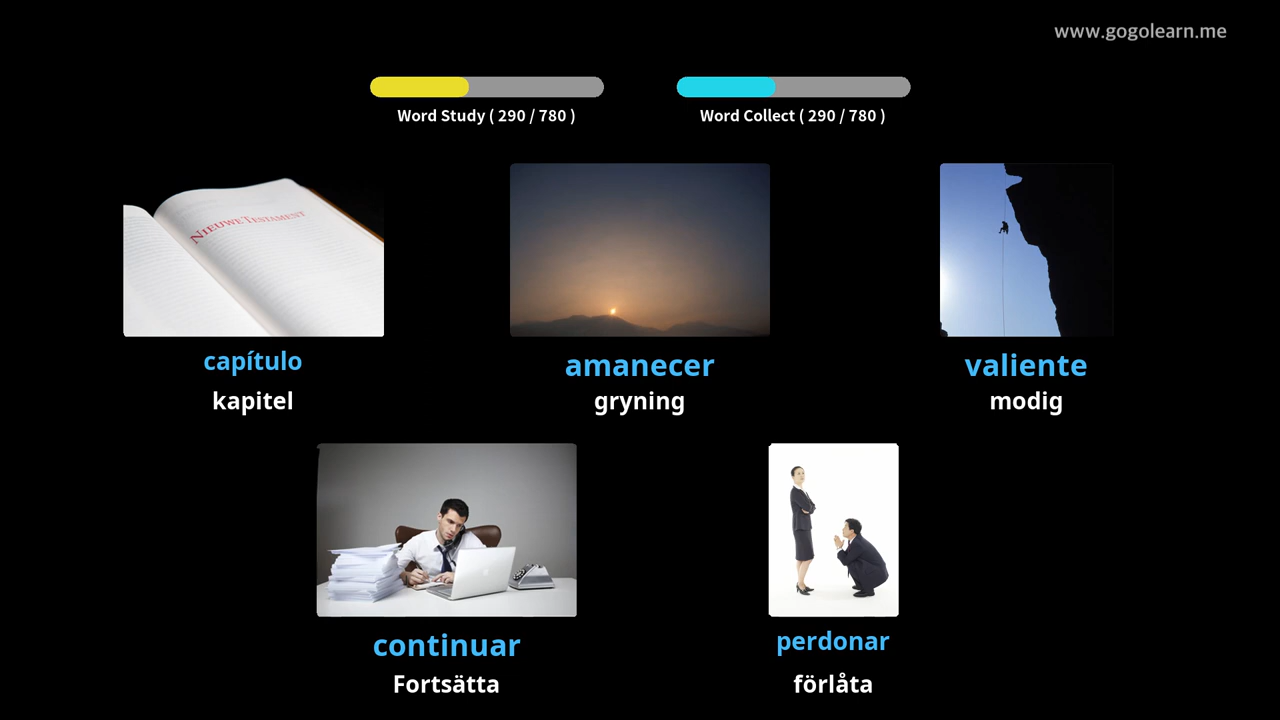 www.gogolearn.me
Word Study ( 290 / 780 )
Word Collect ( 290 / 780 )
NIEUWE TESTAMENT
capítulo
kapitel
amanecer
gryning
valiente
modig
continuar
Fortsätta
perdonar
förlåta